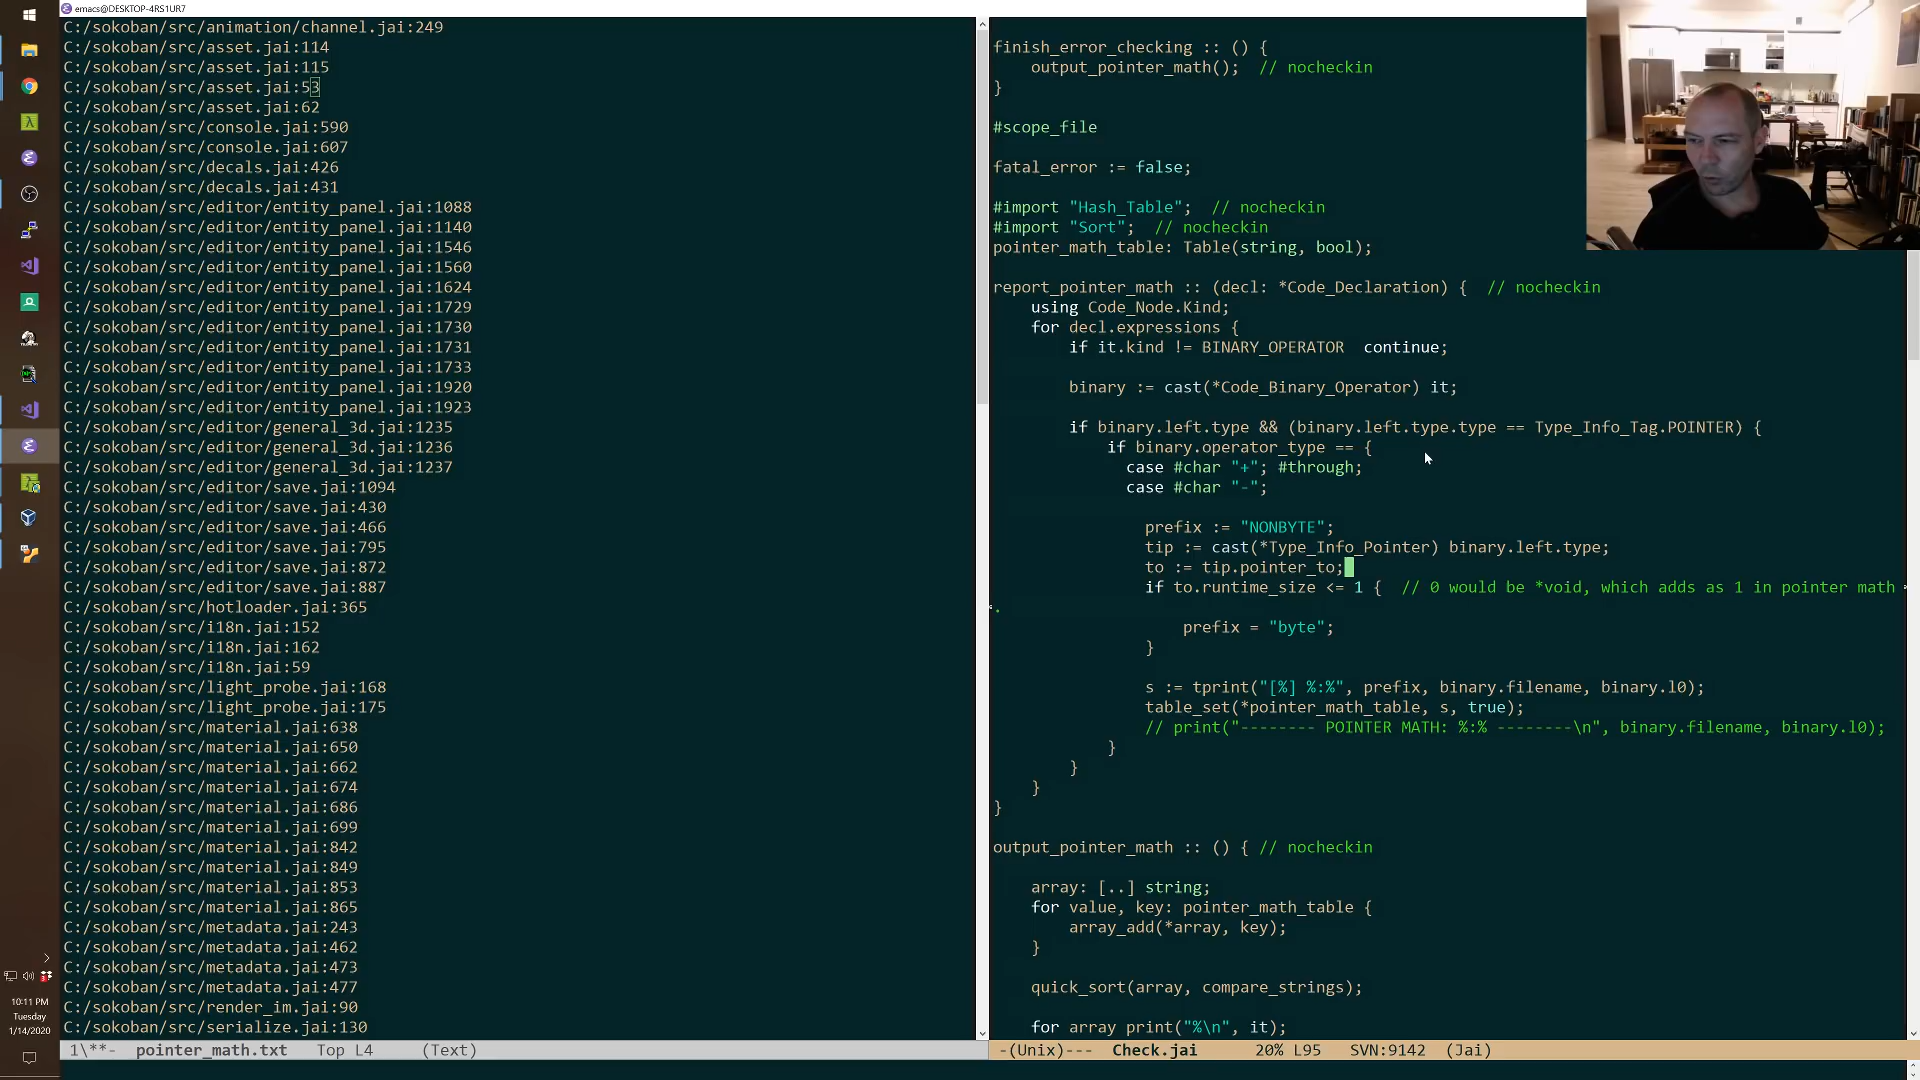 emacs@DESKTOP-4RS1UR7
C:/sokoban/src/animation/channel.jai:249
C:/sokoban/src/asset.jai:114
C:/sokoban/src/asset.jai:115
C:/sokoban/src/asset.jai:53
C:/sokoban/src/asset.jai:62
C:/sokoban/src/console.jai:590
C:/sokoban/src/console.jai:607
C:/sokoban/src/decals.jai:426
C:/sokoban/src/decals.jai:431
C:/sokoban/src/editor/entity_panel.jai:1088
C:/sokoban/src/editor/entity_panel.jai:1140
C:/sokoban/src/editor/entity_panel.jai:1546
C:/sokoban/src/editor/entity_panel.jai:1560
C:/sokoban/src/editor/entity_panel.jai:1624
C:/sokoban/src/editor/entity_panel.jai:1729
C:/sokoban/src/editor/entity_panel.jai:1730
C:/sokoban/src/editor/entity_panel.jai:1731
C:/sokoban/src/editor/entity_panel.jai:1733
C:/sokoban/src/editor/entity_panel.jai:1920
C:/sokoban/src/editor/entity_panel.jai:1923
C:/sokoban/src/editor/general_3d.jai:1235
C:/sokoban/src/editor/general_3d.jai:1236
C:/sokoban/src/editor/general_3d.jai:1237
C:/sokoban/src/editor/save.jai:1094
C:/sokoban/src/editor/save.jai:430
C:/sokoban/src/editor/save.jai:466
C:/sokoban/src/editor/save.jai:795
C:/sokoban/src/editor/save.jai:872
C:/sokoban/src/editor/save.jai:887
C:/sokoban/src/hotloader.jai:365
C:/sokoban/src/i18n.jai:152
C:/sokoban/src/i18n.jai:162
C:/sokoban/src/i18n.jai:59
C:/sokoban/src/light_probe.jai:168
C:/sokoban/src/light_probe.jai:175
C:/sokoban/src/material.jai:638
C:/sokoban/src/material.jai:650
C:/sokoban/src/material.jai:662
C:/sokoban/src/material.jai:674
C:/sokoban/src/material.jai:686
C:/sokoban/src/material.jai:699
C:/sokoban/src/material.jai:842
C:/sokoban/src/material.jai:849
C:/sokoban/src/material.jai:853
C:/sokoban/src/material.jai:865
C:/sokoban/src/metadata.jai:243
C:/sokoban/src/metadata.jai:462
C:/sokoban/src/metadata.jai:473
C:/sokoban/src/metadata.jai:477
C:/sokoban/src/render_im.jai:90
C:/sokoban/src/serialize.jai:130
1\**- pointer_math.txt Top L4 (Text)
finish_error_checking :: () {
output_pointer_math(); // nocheckin
}
#scope_file
fatal_error := false;
#import "Hash_Table"; // nocheckin
#import "Sort"; // nocheckin
pointer_math_table: Table(string, bool);
report_pointer_math :: (decl: *Code_Declaration) { // nocheckin
using Code_Node.Kind;
for decl.expressions {
if it.kind != BINARY_OPERATOR continue;
binary := cast(*Code_Binary_Operator) it;
if binary.left.type && (binary.left.type.type == Type_Info_Tag.POINTER) {
if binary.operator_type == {
case #char "+"; #through;
case #char "-";
prefix := "NONBYTE";
tip := cast(*Type_Info_Pointer) binary.left.type;
to := tip.pointer_to;
if to.runtime_size <= 1 { // 0 would be *void, which adds as 1 in pointer math
.
prefix = "byte";
}
s := tprint("[%] %:%", prefix, binary.filename, binary.l0);
table_set(*pointer_math_table, s, true);
// print("-------- POINTER MATH: %:% --------\n", binary.filename, binary.l0);
}
}
}
}
output_pointer_math :: () { // nocheckin
array: [..] string;
for value, key: pointer_math_table {
array_add(*array, key);
}
quick_sort(array, compare_strings);
for array print("%\n", it);
-(Unix)--- Check.jai 20% L95 SVN:9142 (Jai)
10:11 PM
Tuesday
1/14/2020